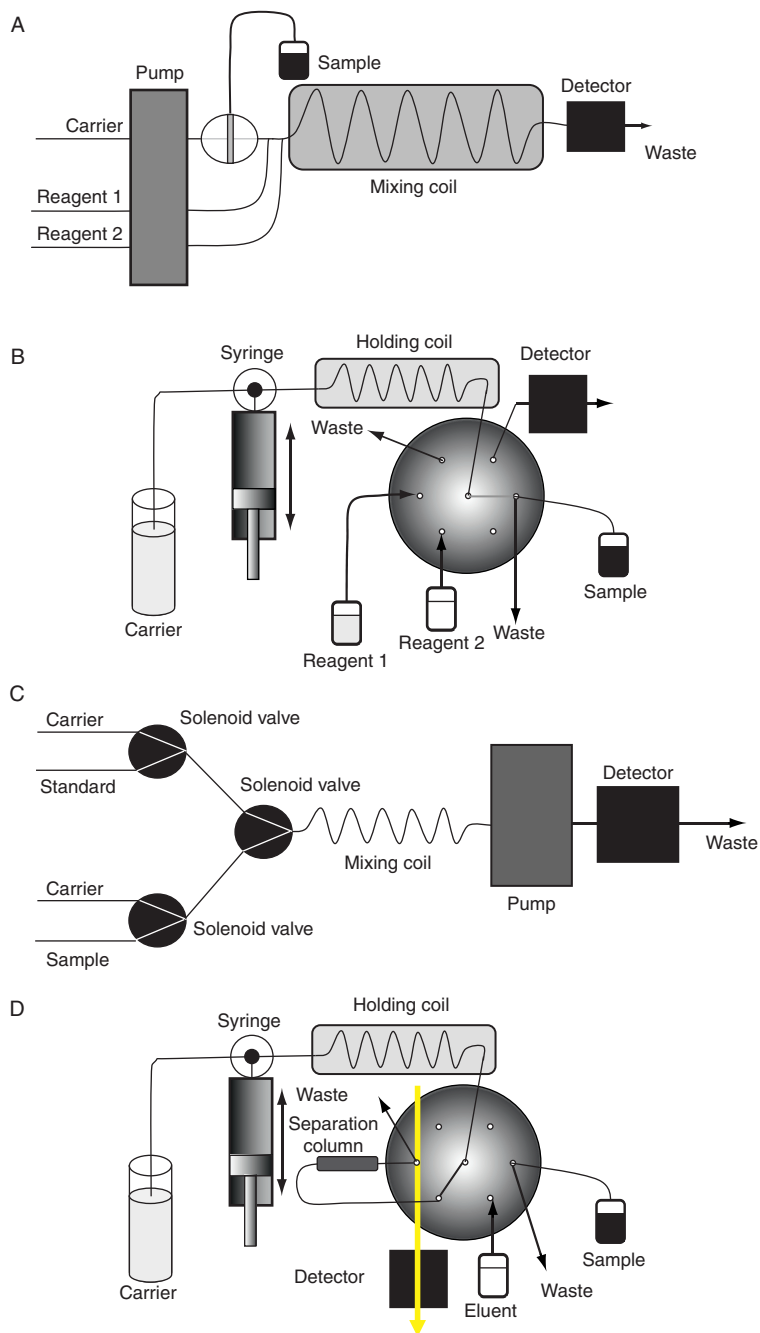 A
Sample
Pump
Detector
Carrier
Waste
Mixing coil
Reagent 1
Reagent 2
B
Holding coil
Syringe
Detector
Waste
Sample
Carrier
Reagent 2
Waste
Reagent 1
C
Carrier
Solenoid valve
Standard
Solenoid valve
Detector
Mixing coil
Waste
Carrier
Pump
Solenoid valve
Sample
D
Holding coil
Syringe
Waste
Separation
column
Sample
Detector
Waste
Carrier
Eluent